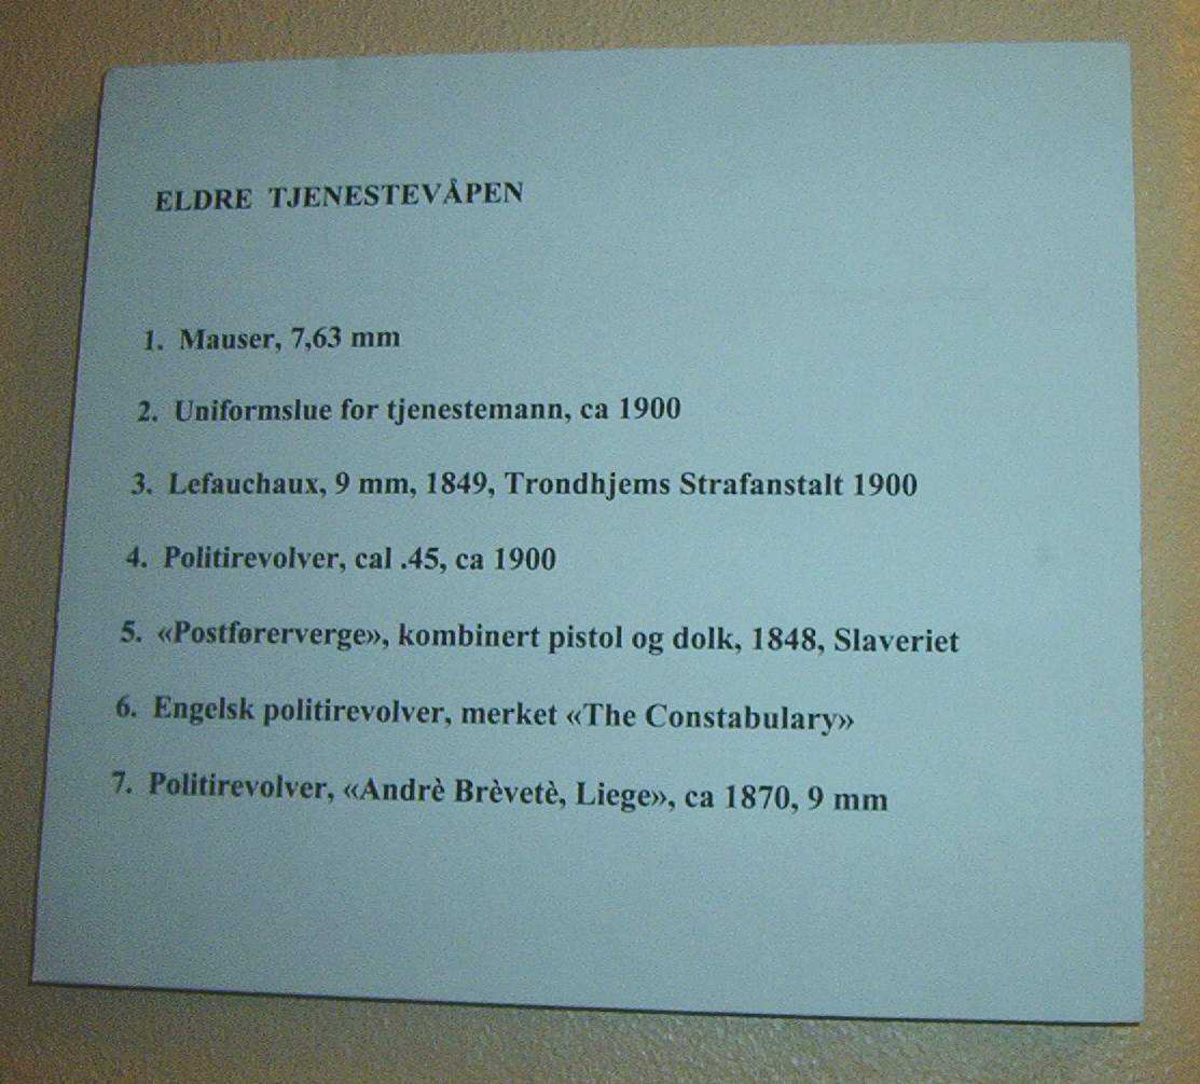 ELDRE TJENESTEVÅPEN
1. Mauser, 7,63 mm
2. Uniformslue for tjenestemann, ca 1900
3. Lefauchaux, 9 mm, 1849, Trondhjems Strafanstalt 1900
4. Politirevolver, cal .45, ca 1900
5. «Postførerverge», kombinert pistol og dolk, 1848, Slaveriet
6. Engelsk politirevolver, merket «The Constabulary»
7. Politirevolver, «Andrè Brèvetè, Liege», ca 1870, 9 mm